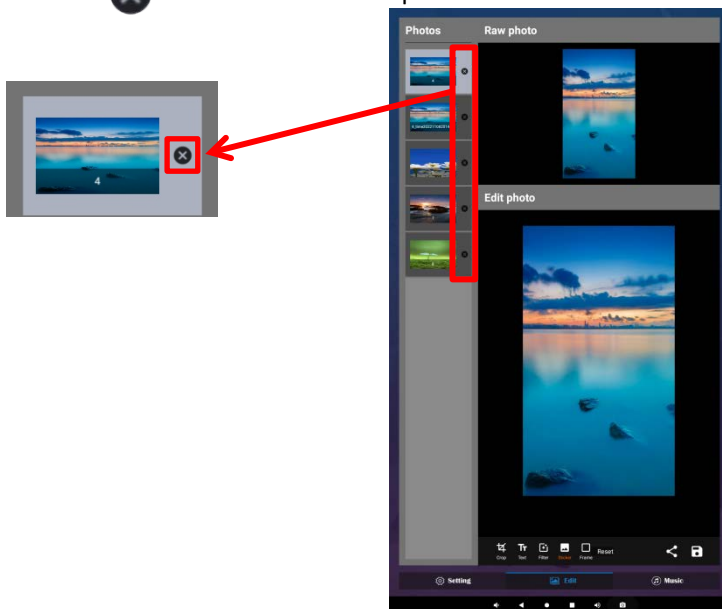 Photos
Raw photo
4
Edit photo
Crop
Text
Filter
Frame
Reset
Setting
Edit
Music